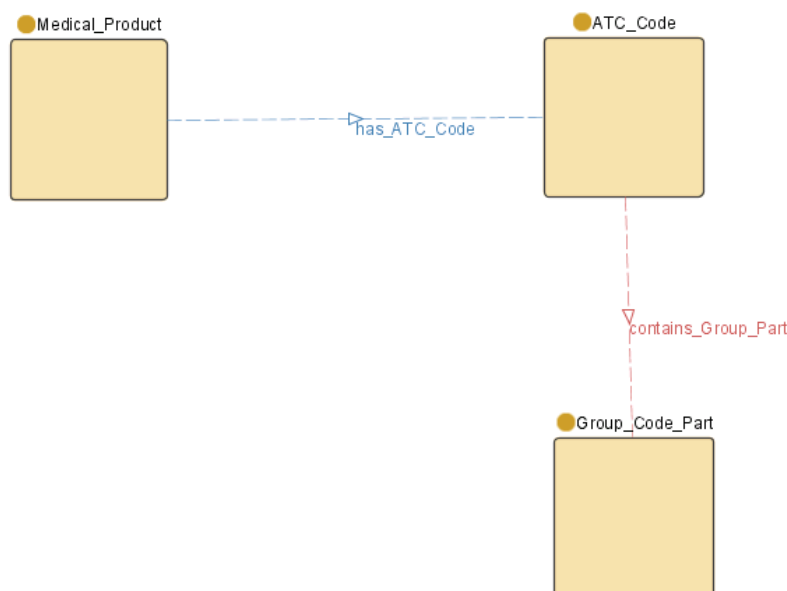 Medical_Product
ATC_Code
has_ATC_Code
contains_Group_Part
Group_Code_Part